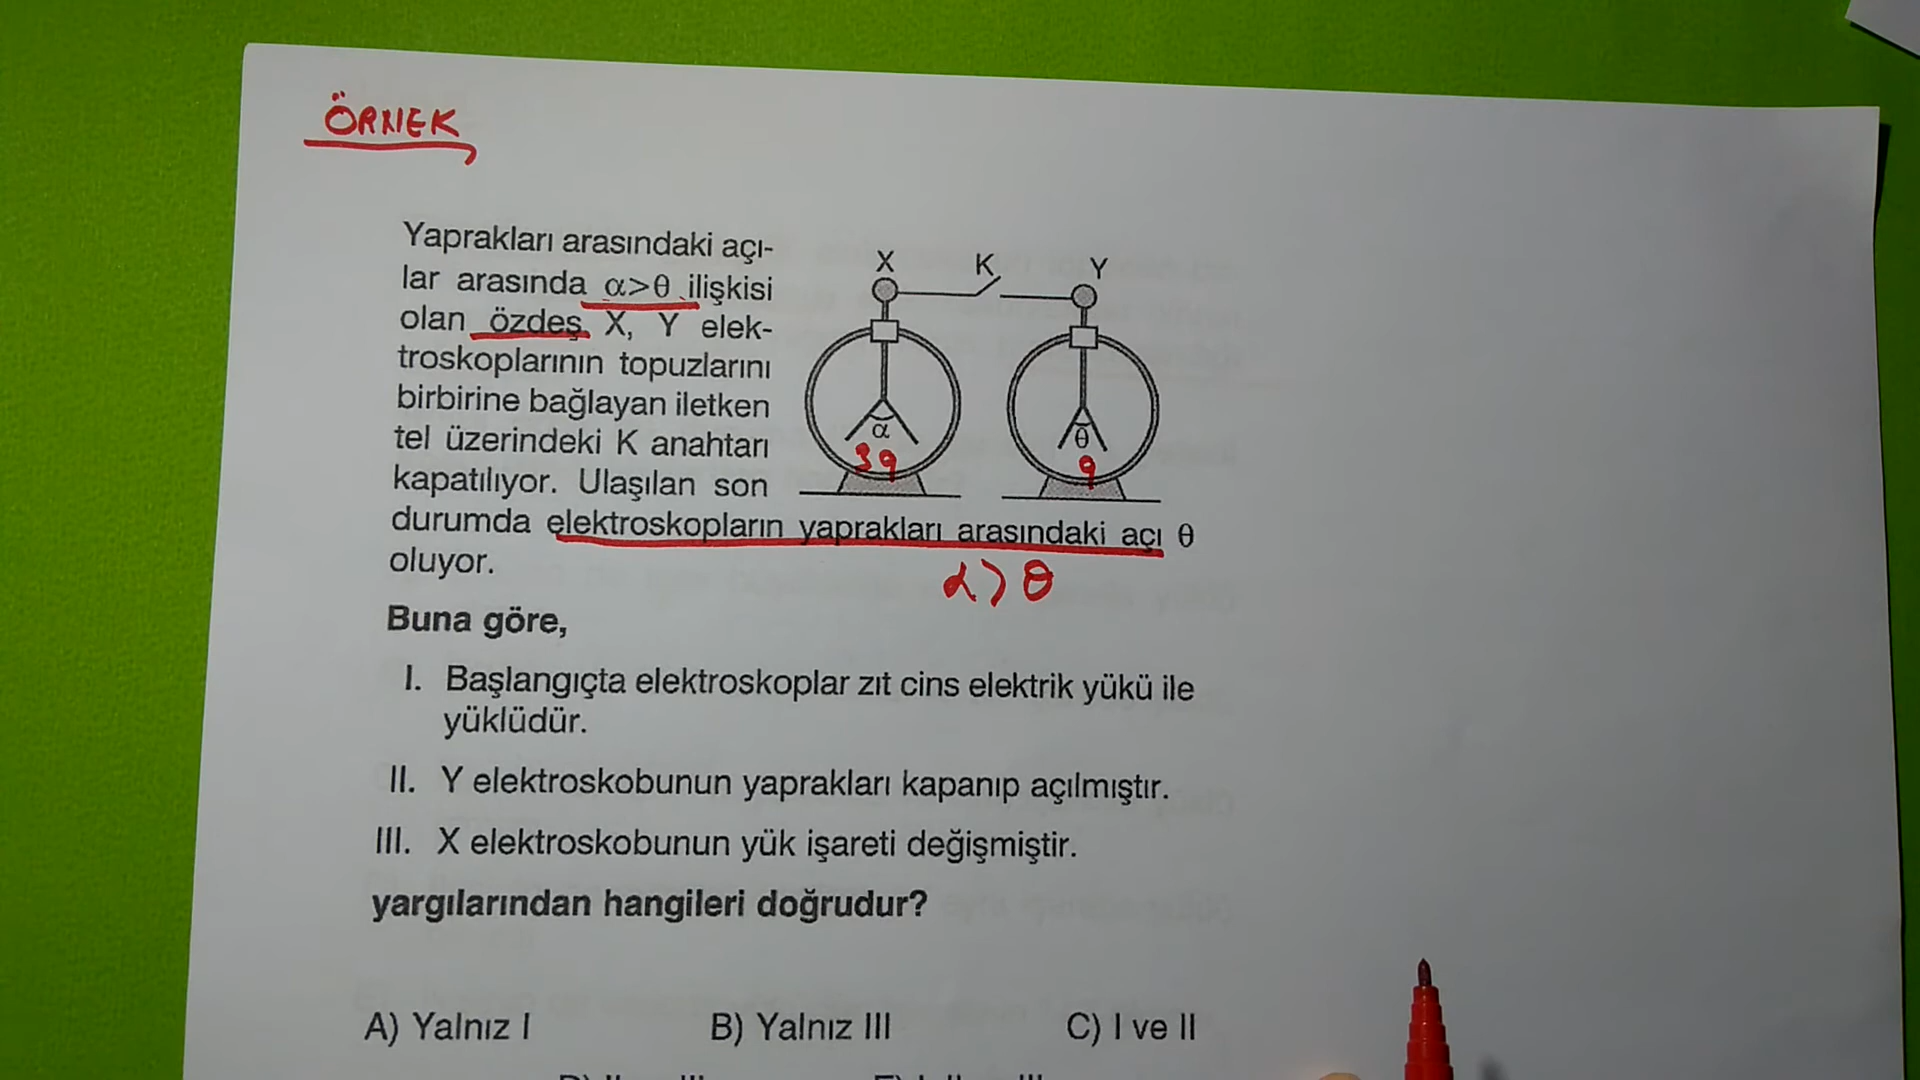 ÖRNEK
Yaprakları arasındaki açı-
lar arasında α>θ ilişkisi
olan özdeş X, Y elek-
troskoplarının topuzlarını
birbirine bağlayan iletken
tel üzerindeki K anahtarı
kapatılıyor. Ulaşılan son
durumda elektroskopların yaprakları arasındaki açı θ
oluyor.
X K Y
α θ
3q q
α > θ
Buna göre,
I. Başlangıçta elektroskoplar zıt cins elektrik yükü ile
yüklüdür.
II. Y elektroskobunun yaprakları kapanıp açılmıştır.
III. X elektroskobunun yük işareti değişmiştir.
yargılarından hangileri doğrudur?
A) Yalnız I B) Yalnız III C) I ve II